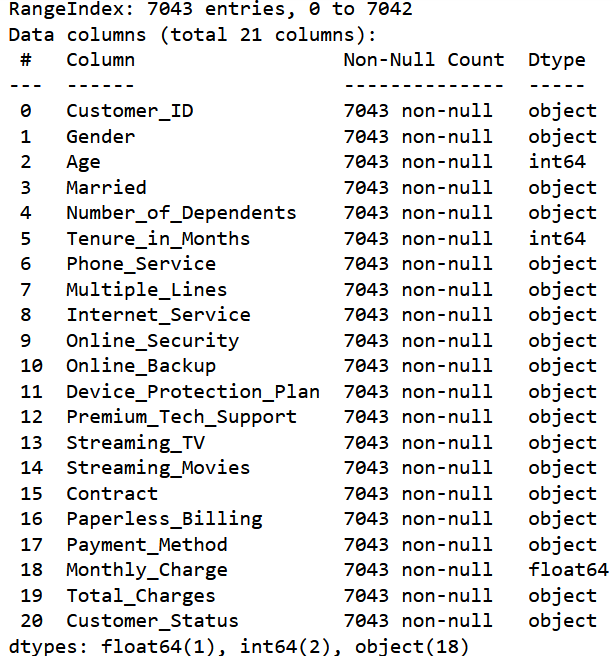 RangeIndex: 7043 entries, 0 to 7042
Data columns (total 21 columns):
 #   Column                  Non-Null Count  Dtype
---  ------                  --------------  -----
 0   Customer_ID             7043 non-null   object
 1   Gender                  7043 non-null   object
 2   Age                     7043 non-null   int64
 3   Married                 7043 non-null   object
 4   Number_of_Dependents    7043 non-null   object
 5   Tenure_in_Months        7043 non-null   int64
 6   Phone_Service           7043 non-null   object
 7   Multiple_Lines          7043 non-null   object
 8   Internet_Service        7043 non-null   object
 9   Online_Security         7043 non-null   object
 10  Online_Backup           7043 non-null   object
 11  Device_Protection_Plan  7043 non-null   object
 12  Premium_Tech_Support    7043 non-null   object
 13  Streaming_TV            7043 non-null   object
 14  Streaming_Movies        7043 non-null   object
 15  Contract                7043 non-null   object
 16  Paperless_Billing       7043 non-null   object
 17  Payment_Method          7043 non-null   object
 18  Monthly_Charge          7043 non-null   float64
 19  Total_Charges           7043 non-null   object
 20  Customer_Status         7043 non-null   object
dtypes: float64(1), int64(2), object(18)